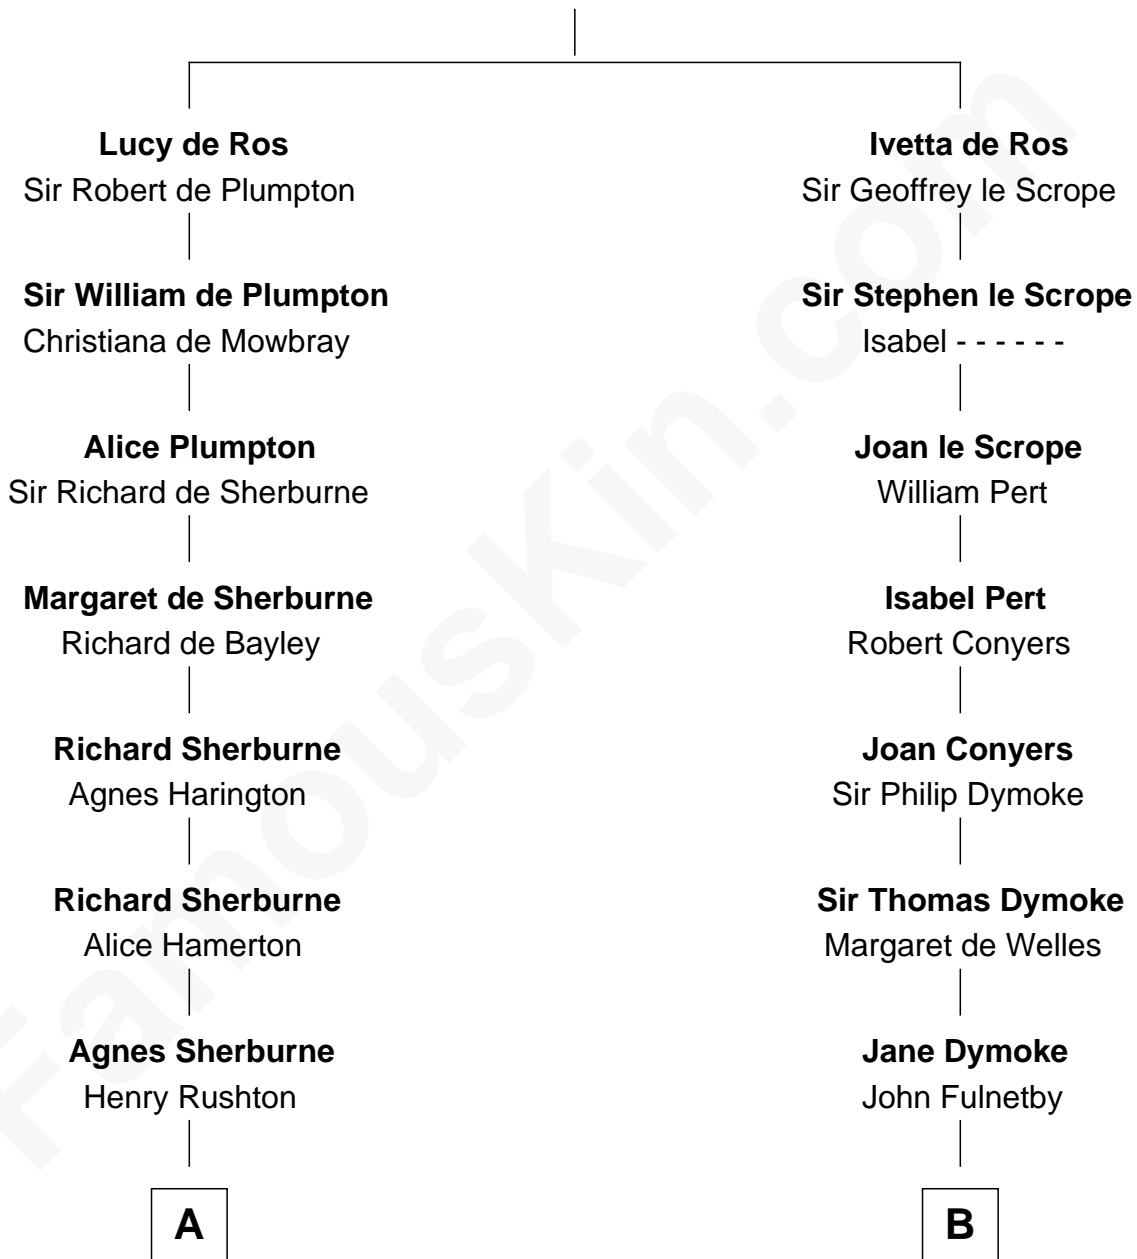 Lucy de Ros
Sir Robert de Plumpton
Sir William de Plumpton
Christiana de Mowbray
Alice Plumpton
Sir Richard de Sherburne
Margaret de Sherburne
Richard de Bayley
Richard Sherburne
Agnes Harington
Richard Sherburne
Alice Hamerton
Agnes Sherburne
Henry Rushton
A
Ivetta de Ros
Sir Geoffrey le Scrope
Sir Stephen le Scrope
Isabel - - - - - -
Joan le Scrope
William Pert
Isabel Pert
Robert Conyers
Joan Conyers
Sir Philip Dymoke
Sir Thomas Dymoke
Margaret de Welles
Jane Dymoke
John Fulnetby
B
FamousKin.com